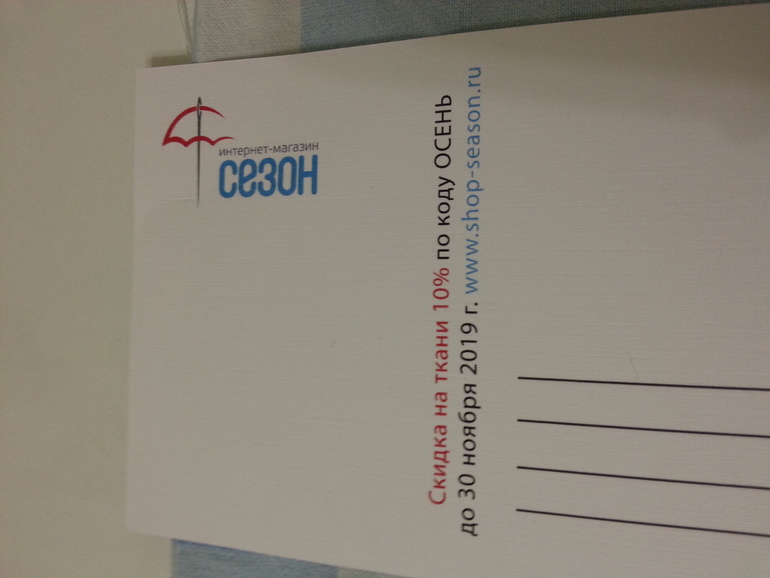 интернет-магазин
сезон
Скидка на ткани 10% по коду ОСЕНЬ
до 30 ноября 2019 г. www.shop-season.ru